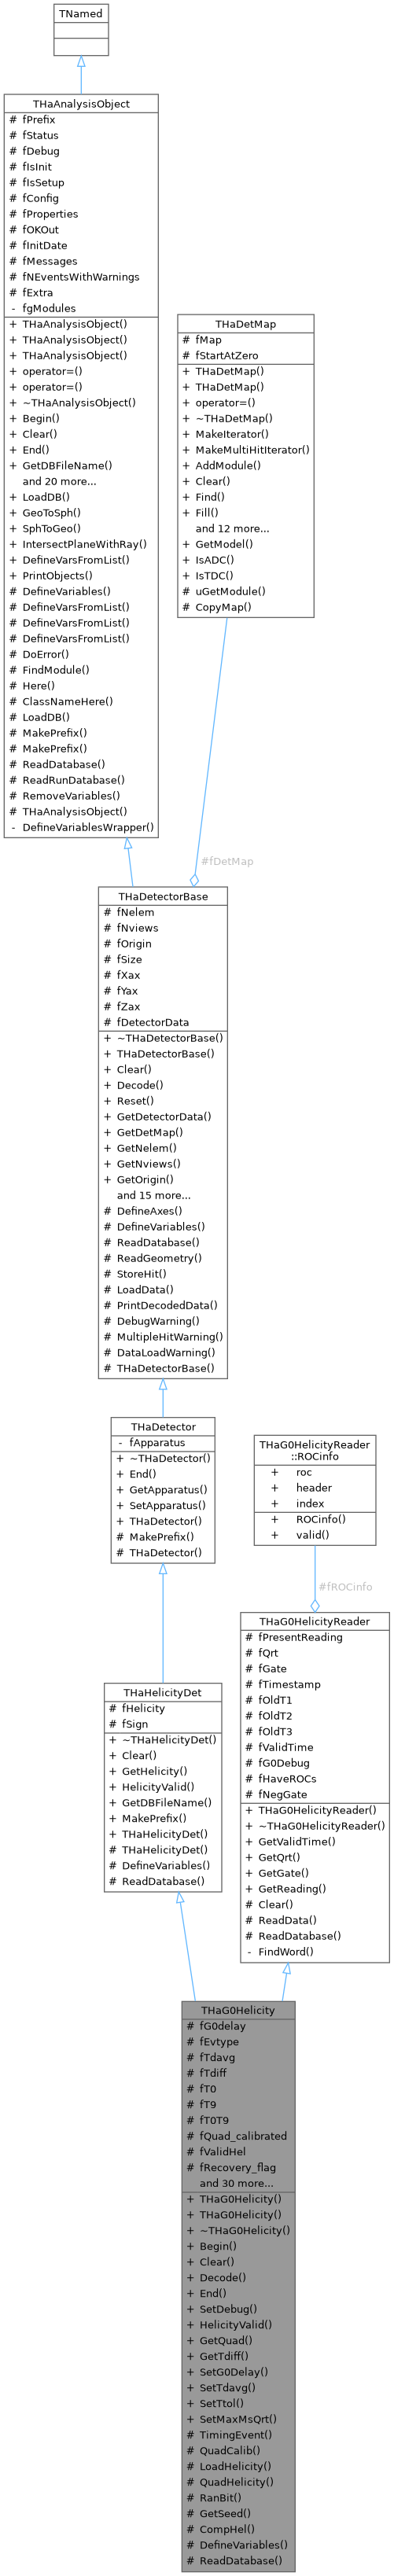 TNamed
THaAnalysisObject
# fPrefix
# fStatus
# fDebug
# fIsInit
# fIsSetup
# fConfig
# fProperties
# fOKOut
# fInitDate
# fMessages
# fNEventsWithWarnings
# fExtra
- fgModules
+ THaAnalysisObject()
+ THaAnalysisObject()
+ THaAnalysisObject()
+ operator=()
+ operator=()
+ ~THaAnalysisObject()
+ Begin()
+ Clear()
+ End()
+ GetDBFileName()
and 20 more...
+ LoadDB()
+ GeoToSph()
+ SphToGeo()
+ IntersectPlaneWithRay()
+ DefineVarsFromList()
+ PrintObjects()
# DefineVariables()
# DefineVarsFromList()
# DefineVarsFromList()
# DefineVarsFromList()
# DoError()
# FindModule()
# Here()
# ClassNameHere()
# LoadDB()
# MakePrefix()
# MakePrefix()
# ReadDatabase()
# ReadRunDatabase()
# RemoveVariables()
# THaAnalysisObject()
- DefineVariablesWrapper()
THaDetMap
# fMap
# fStartAtZero
+ THaDetMap()
+ THaDetMap()
+ operator=()
+ ~THaDetMap()
+ MakeIterator()
+ MakeMultiHitIterator()
+ AddModule()
+ Clear()
+ Find()
+ Fill()
and 12 more...
+ GetModel()
+ IsADC()
+ IsTDC()
# uGetModule()
# CopyMap()
#fDetMap
THaDetectorBase
# fNelem
# fNviews
# fOrigin
# fSize
# fXax
# fYax
# fZax
# fDetectorData
+ ~THaDetectorBase()
+ THaDetectorBase()
+ Clear()
+ Decode()
+ Reset()
+ GetDetectorData()
+ GetDetMap()
+ GetNelem()
+ GetNviews()
+ GetOrigin()
and 15 more...
# DefineAxes()
# DefineVariables()
# ReadDatabase()
# ReadGeometry()
# StoreHit()
# LoadData()
# PrintDecodedData()
# DebugWarning()
# MultipleHitWarning()
# DataLoadWarning()
# THaDetectorBase()
THaDetector
- fApparatus
+ ~THaDetector()
+ End()
+ GetApparatus()
+ SetApparatus()
+ THaDetector()
# MakePrefix()
# THaDetector()
THaG0HelicityReader
::ROCinfo
+ roc
+ header
+ index
+ ROCinfo()
+ valid()
#fROCinfo
THaHelicityDet
# fHelicity
# fSign
+ ~THaHelicityDet()
+ Clear()
+ GetHelicity()
+ HelicityValid()
+ GetDBFileName()
+ MakePrefix()
+ THaHelicityDet()
# THaHelicityDet()
# DefineVariables()
# ReadDatabase()
THaG0HelicityReader
# fPresentReading
# fQrt
# fGate
# fTimestamp
# fOldT1
# fOldT2
# fOldT3
# fValidTime
# fG0Debug
# fHaveROCs
# fNegGate
+ THaG0HelicityReader()
+ ~THaG0HelicityReader()
+ GetValidTime()
+ GetQrt()
+ GetGate()
+ GetReading()
# Clear()
# ReadData()
# ReadDatabase()
- FindWord()
THaG0Helicity
# fG0delay
# fEvtype
# fTdavg
# fTdiff
# fT0
# fT9
# fT0T9
# fQuad_calibrated
# fValidHel
# fRecovery_flag
and 30 more...
+ THaG0Helicity()
+ THaG0Helicity()
+ ~THaG0Helicity()
+ Begin()
+ Clear()
+ Decode()
+ End()
+ SetDebug()
+ HelicityValid()
+ GetQuad()
+ GetTdiff()
+ SetG0Delay()
+ SetTdavg()
+ SetTtol()
+ SetMaxMsQrt()
# TimingEvent()
# QuadCalib()
# LoadHelicity()
# QuadHelicity()
# RanBit()
# GetSeed()
# CompHel()
# DefineVariables()
# ReadDatabase()